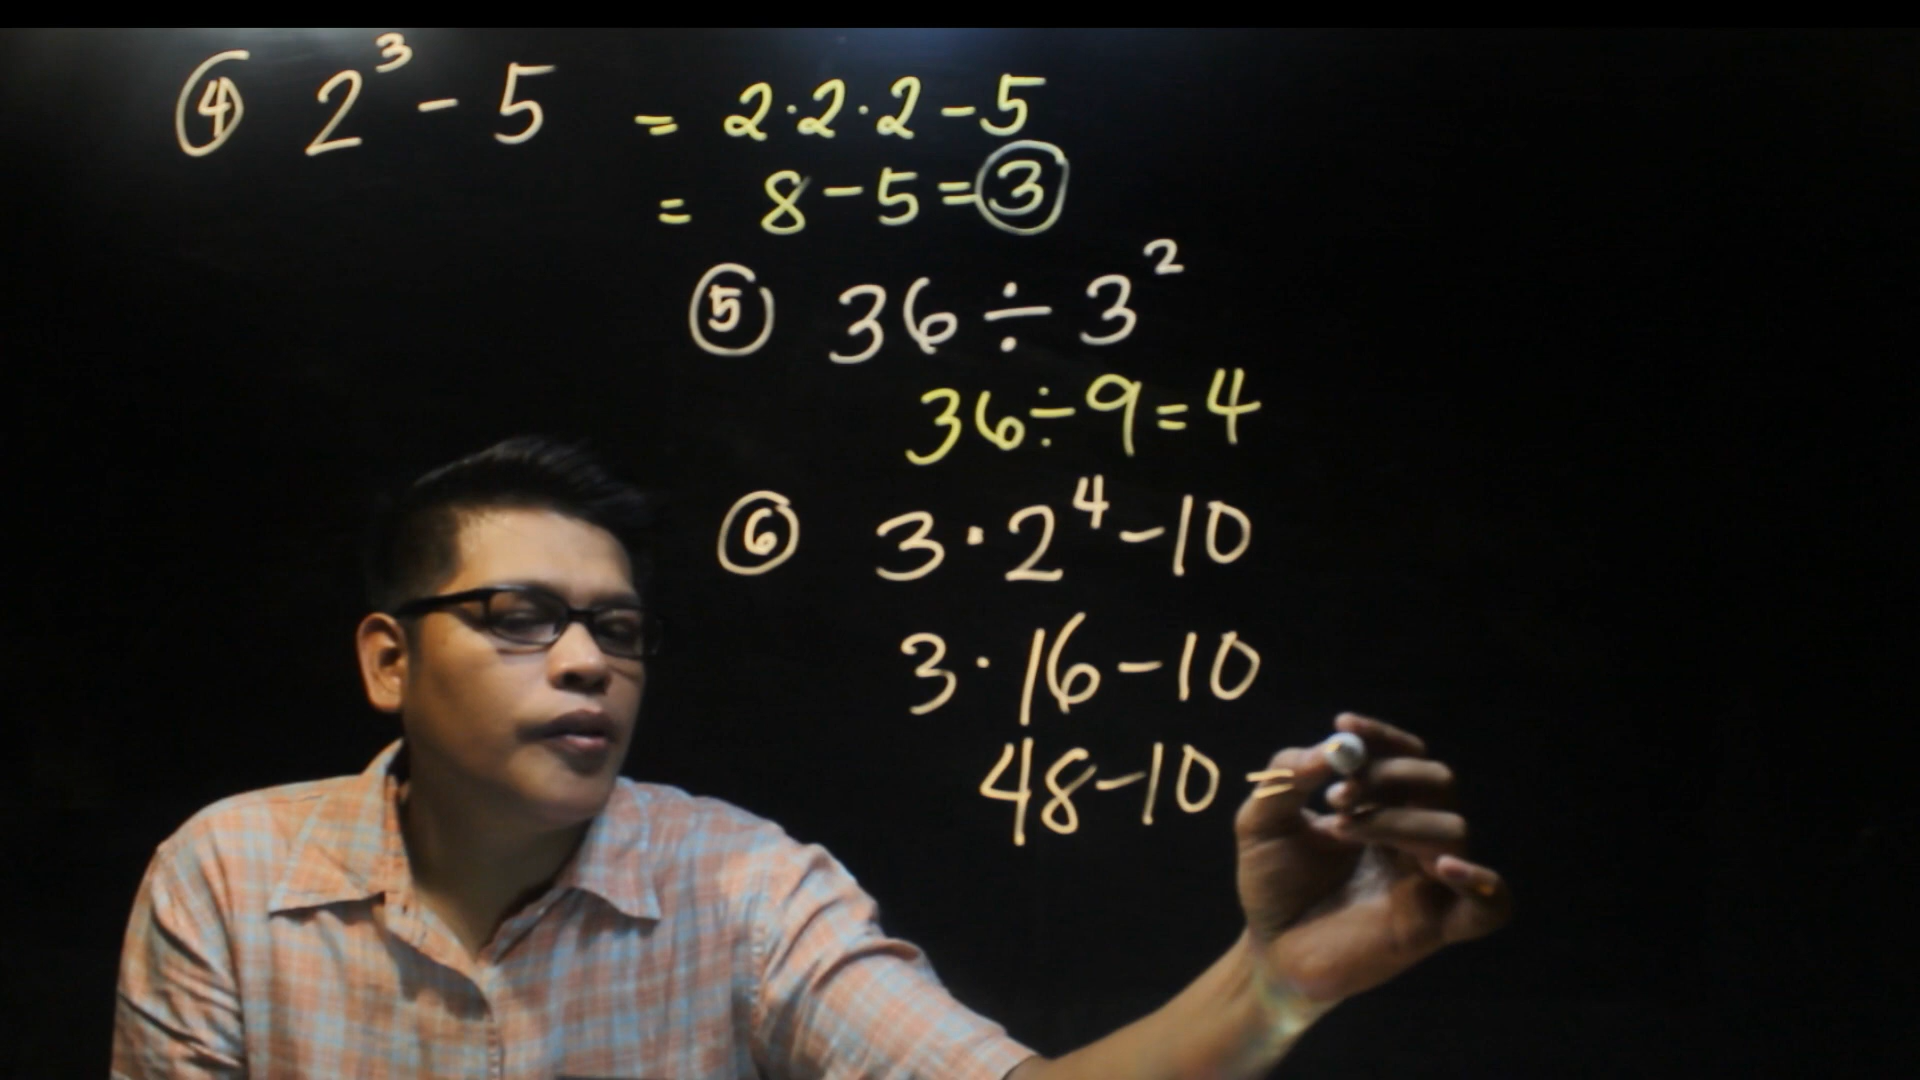 ④ 2³ - 5 = 2·2·2 - 5
= 8 - 5 = 3
⑤ 36 ÷ 3²
36 ÷ 9 = 4
⑥ 3 · 2⁴ - 10
3 · 16 - 10
48 - 10 =